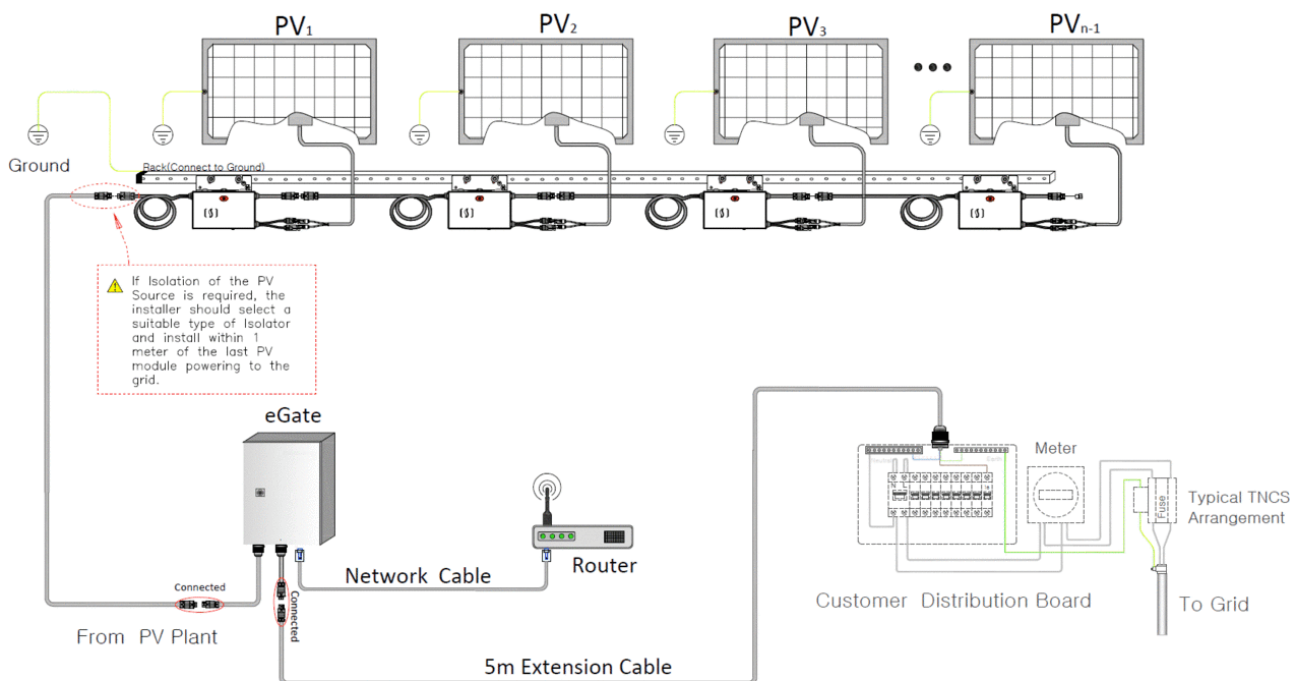 PV1
PV2
PV3
PVn-1
Ground
Rack(Connect to Ground)
If Isolation of the PV
Source is required, the
installer should select a
suitable type of Isolator
and install within 1
meter of the last PV
module powering to the
grid.
eGate
Connected
Connected
From PV Plant
Network Cable
Router
5m Extension Cable
Meter
Fuse
Typical TNCS
Arrangement
Customer Distribution Board
To Grid